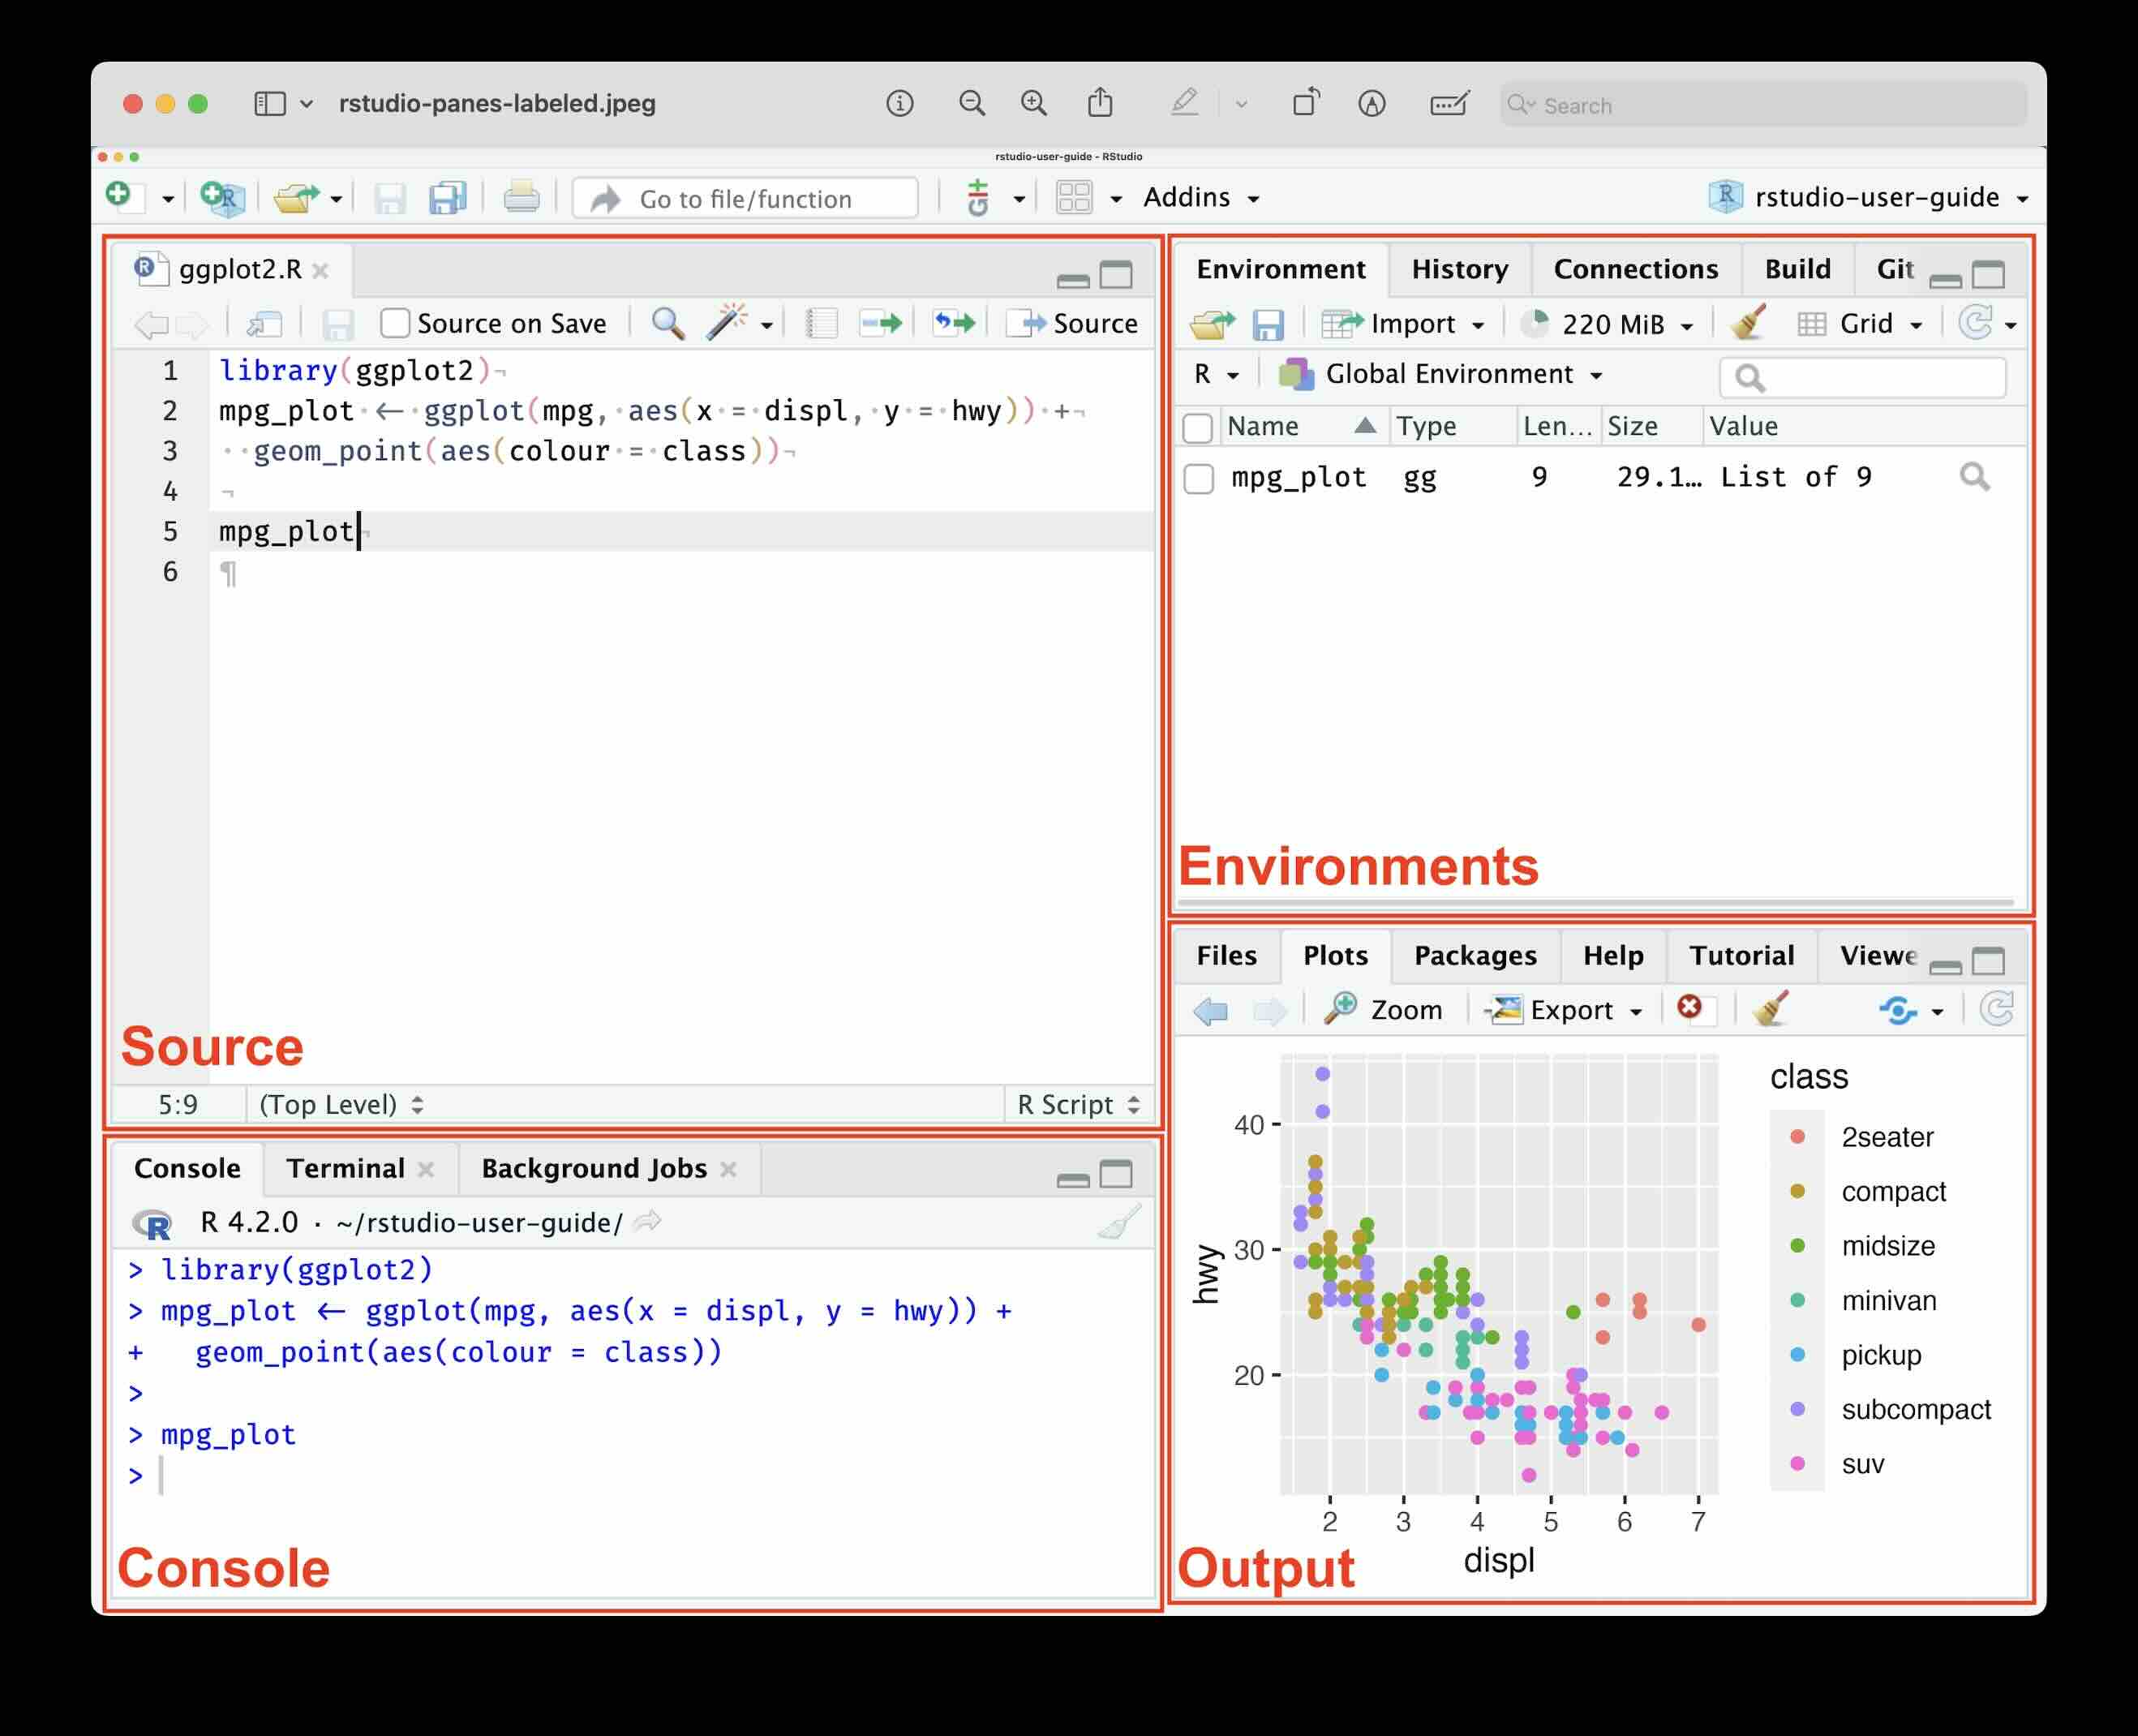 rstudio-panes-labeled.jpeg
Search
rstudio-user-guide - RStudio
Go to file/function
Git
Addins
rstudio-user-guide
ggplot2.R
Source on Save
Source
1 library(ggplot2)¬
2 mpg_plot · ← · ggplot(mpg, · aes(x · = · displ, · y · = · hwy)) · +¬
3 · · geom_point(aes(colour · = · class))¬
4 ¬
5 mpg_plot¬
6 ¶
Source
5:9 (Top Level) R Script
Console Terminal Background Jobs
R 4.2.0 · ~/rstudio-user-guide/
> library(ggplot2)
> mpg_plot ← ggplot(mpg, aes(x = displ, y = hwy)) +
+ geom_point(aes(colour = class))
>
> mpg_plot
>
Console
Environment History Connections Build Git
Import 220 MiB Grid
R Global Environment
Name Type Len... Size Value
mpg_plot gg 9 29.1… List of 9
Environments
Files Plots Packages Help Tutorial Viewe
Zoom Export
class
2seater
compact
midsize
minivan
pickup
subcompact
suv
hwy
40
30
20
2 3 4 5 6 7
displ
Output